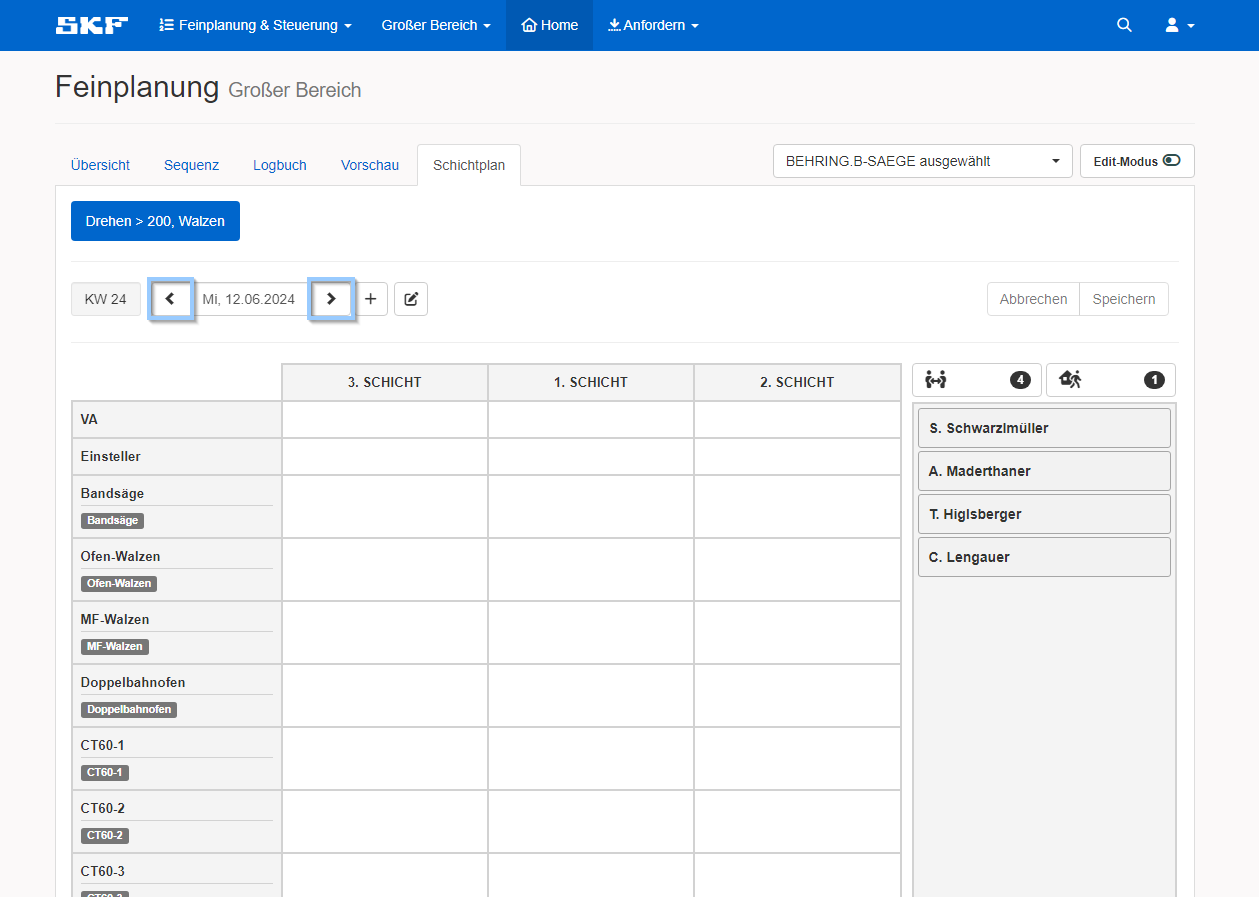 SKF Feinplanung & Steuerung Großer Bereich Home Anfordern
Feinplanung Großer Bereich
Übersicht Sequenz Logbuch Vorschau Schichtplan BEHRING.B-SAEGE ausgewählt Edit-Modus
Drehen > 200, Walzen
KW 24 Mi, 12.06.2024 Abbrechen Speichern
3. SCHICHT 1. SCHICHT 2. SCHICHT 4 1
VA
S. Schwarzlmüller
Einsteller
A. Maderthaner
Bandsäge
T. Higlsberger
Bandsäge
Ofen-Walzen
C. Lengauer
Ofen-Walzen
MF-Walzen
MF-Walzen
Doppelbahnofen
Doppelbahnofen
CT60-1
CT60-1
CT60-2
CT60-2
CT60-3
CT60-3